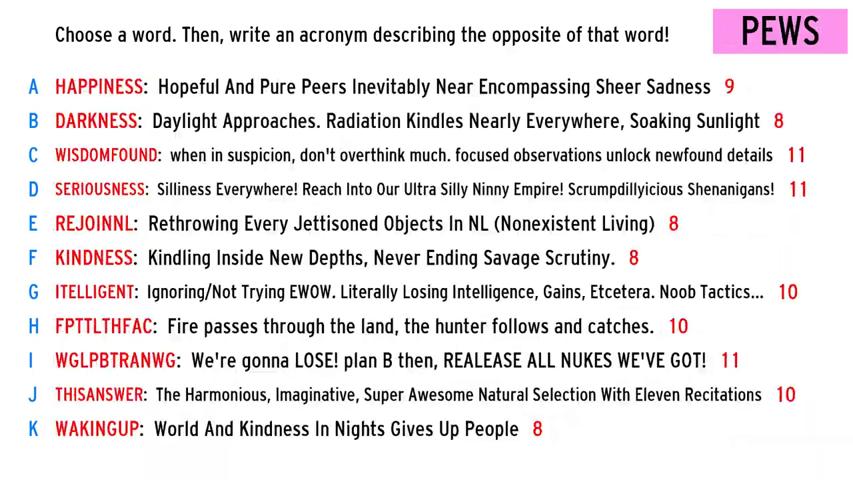 Choose a word. Then, write an acronym describing the opposite of that word!
PEWS
A HAPPINESS: Hopeful And Pure Peers Inevitably Near Encompassing Sheer Sadness 9
B DARKNESS: Daylight Approaches. Radiation Kindles Nearly Everywhere, Soaking Sunlight 8
C WISDOMFOUND: when in suspicion, don't overthink much. focused observations unlock newfound details 11
D SERIOUSNESS: Silliness Everywhere! Reach Into Our Ultra Silly Ninny Empire! Scrumpdillyicious Shenanigans! 11
E REJOINNL: Rethrowing Every Jettisoned Objects In NL (Nonexistent Living) 8
F KINDNESS: Kindling Inside New Depths, Never Ending Savage Scrutiny. 8
G ITELLIGENT: Ignoring/Not Trying EWOW. Literally Losing Intelligence, Gains, Etcetera. Noob Tactics... 10
H FPTTLTHFAC: Fire passes through the land, the hunter follows and catches. 10
I WGLPBTRANWG: We're gonna LOSE! plan B then, REALEASE ALL NUKES WE'VE GOT! 11
J THISANSWER: The Harmonious, Imaginative, Super Awesome Natural Selection With Eleven Recitations 10
K WAKINGUP: World And Kindness In Nights Gives Up People 8